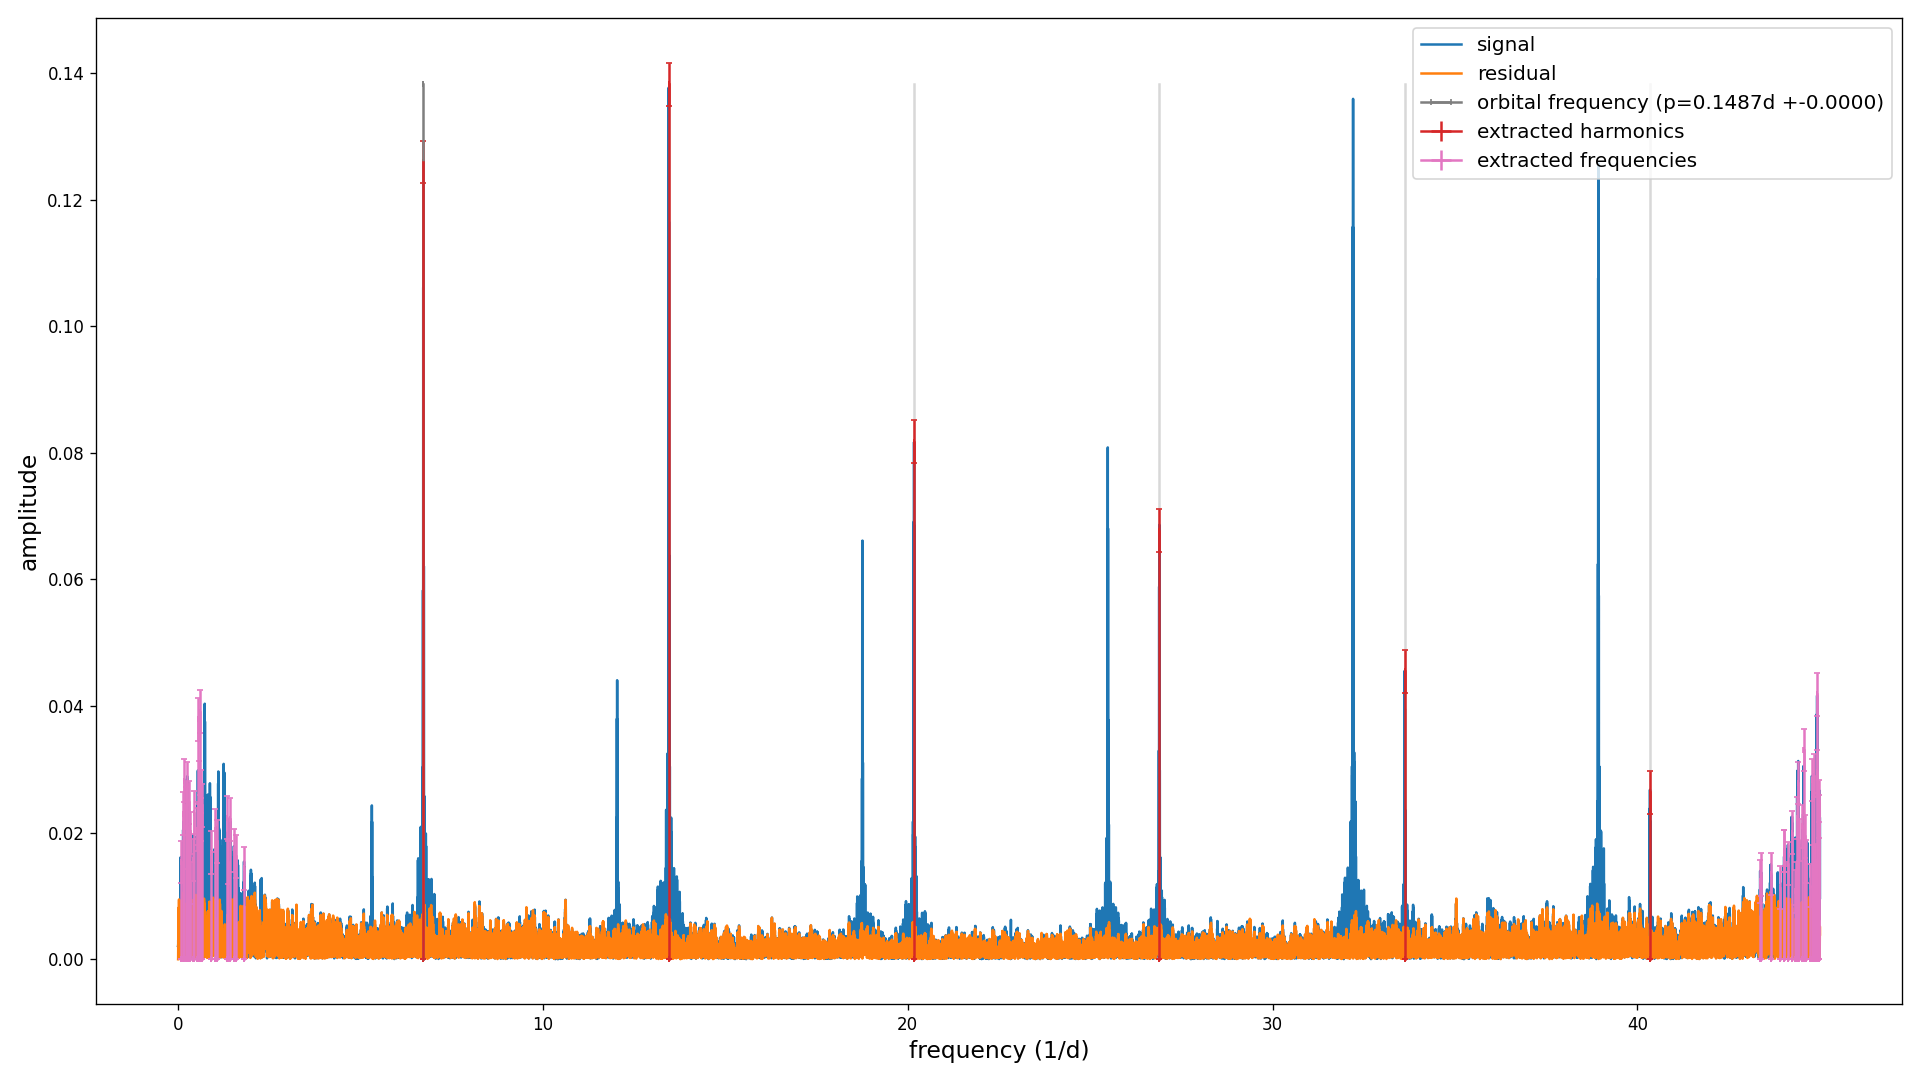 signal
residual
orbital frequency (p=0.1487d +-0.0000)
extracted harmonics
extracted frequencies
0.14
0.12
0.10
0.08
0.06
0.04
0.02
0.00
amplitude
0 10 20 30 40
frequency (1/d)